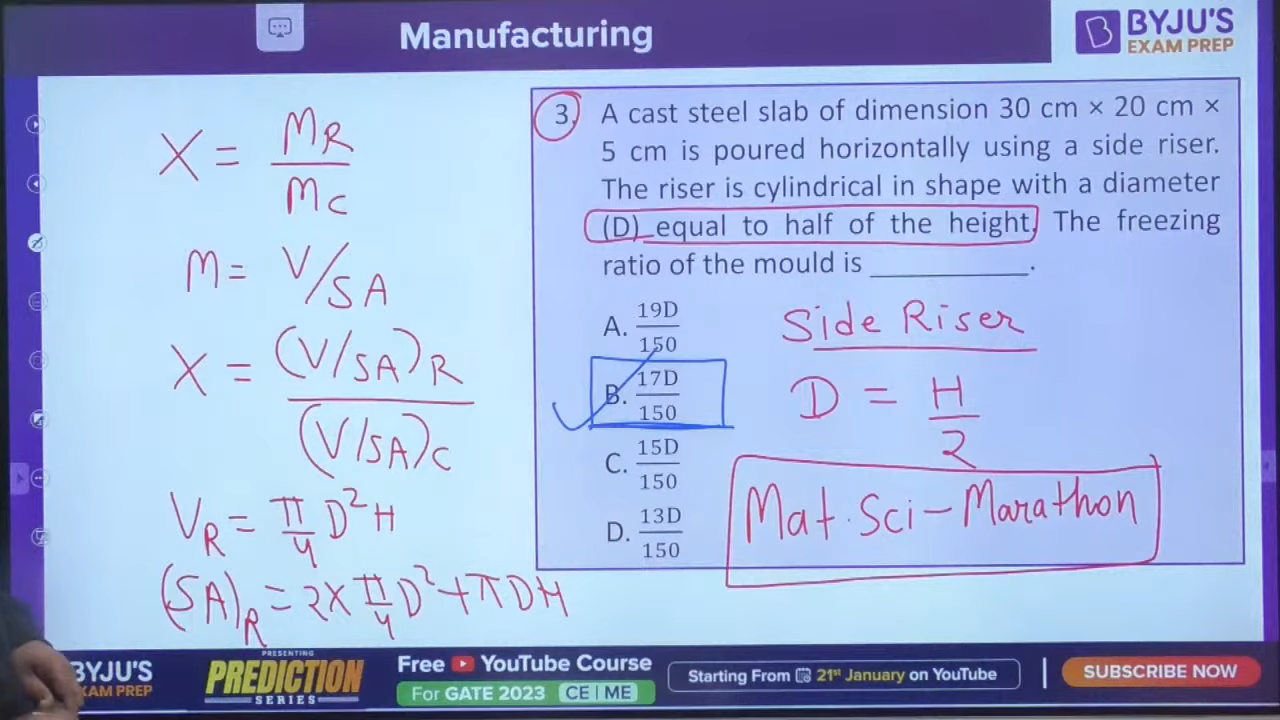 Manufacturing
BYJU'S
EXAM PREP
X = MR / MC
M = V/SA
X = (V/SA)R / (V/SA)C
VR = π/4 D²H
(SA)R = 2X π/4 D² + πDH
3. A cast steel slab of dimension 30 cm × 20 cm ×
5 cm is poured horizontally using a side riser.
The riser is cylindrical in shape with a diameter
(D) equal to half of the height. The freezing
ratio of the mould is __________.
A. 19D/150
B. 17D/150
C. 15D/150
D. 13D/150
Side Riser
D = H/2
Mat. Sci - Marathon
BYJU'S
EXAM PREP
PRESENTING
PREDICTION
SERIES
Free YouTube Course
For GATE 2023 CE | ME
Starting From 21st January on YouTube
SUBSCRIBE NOW